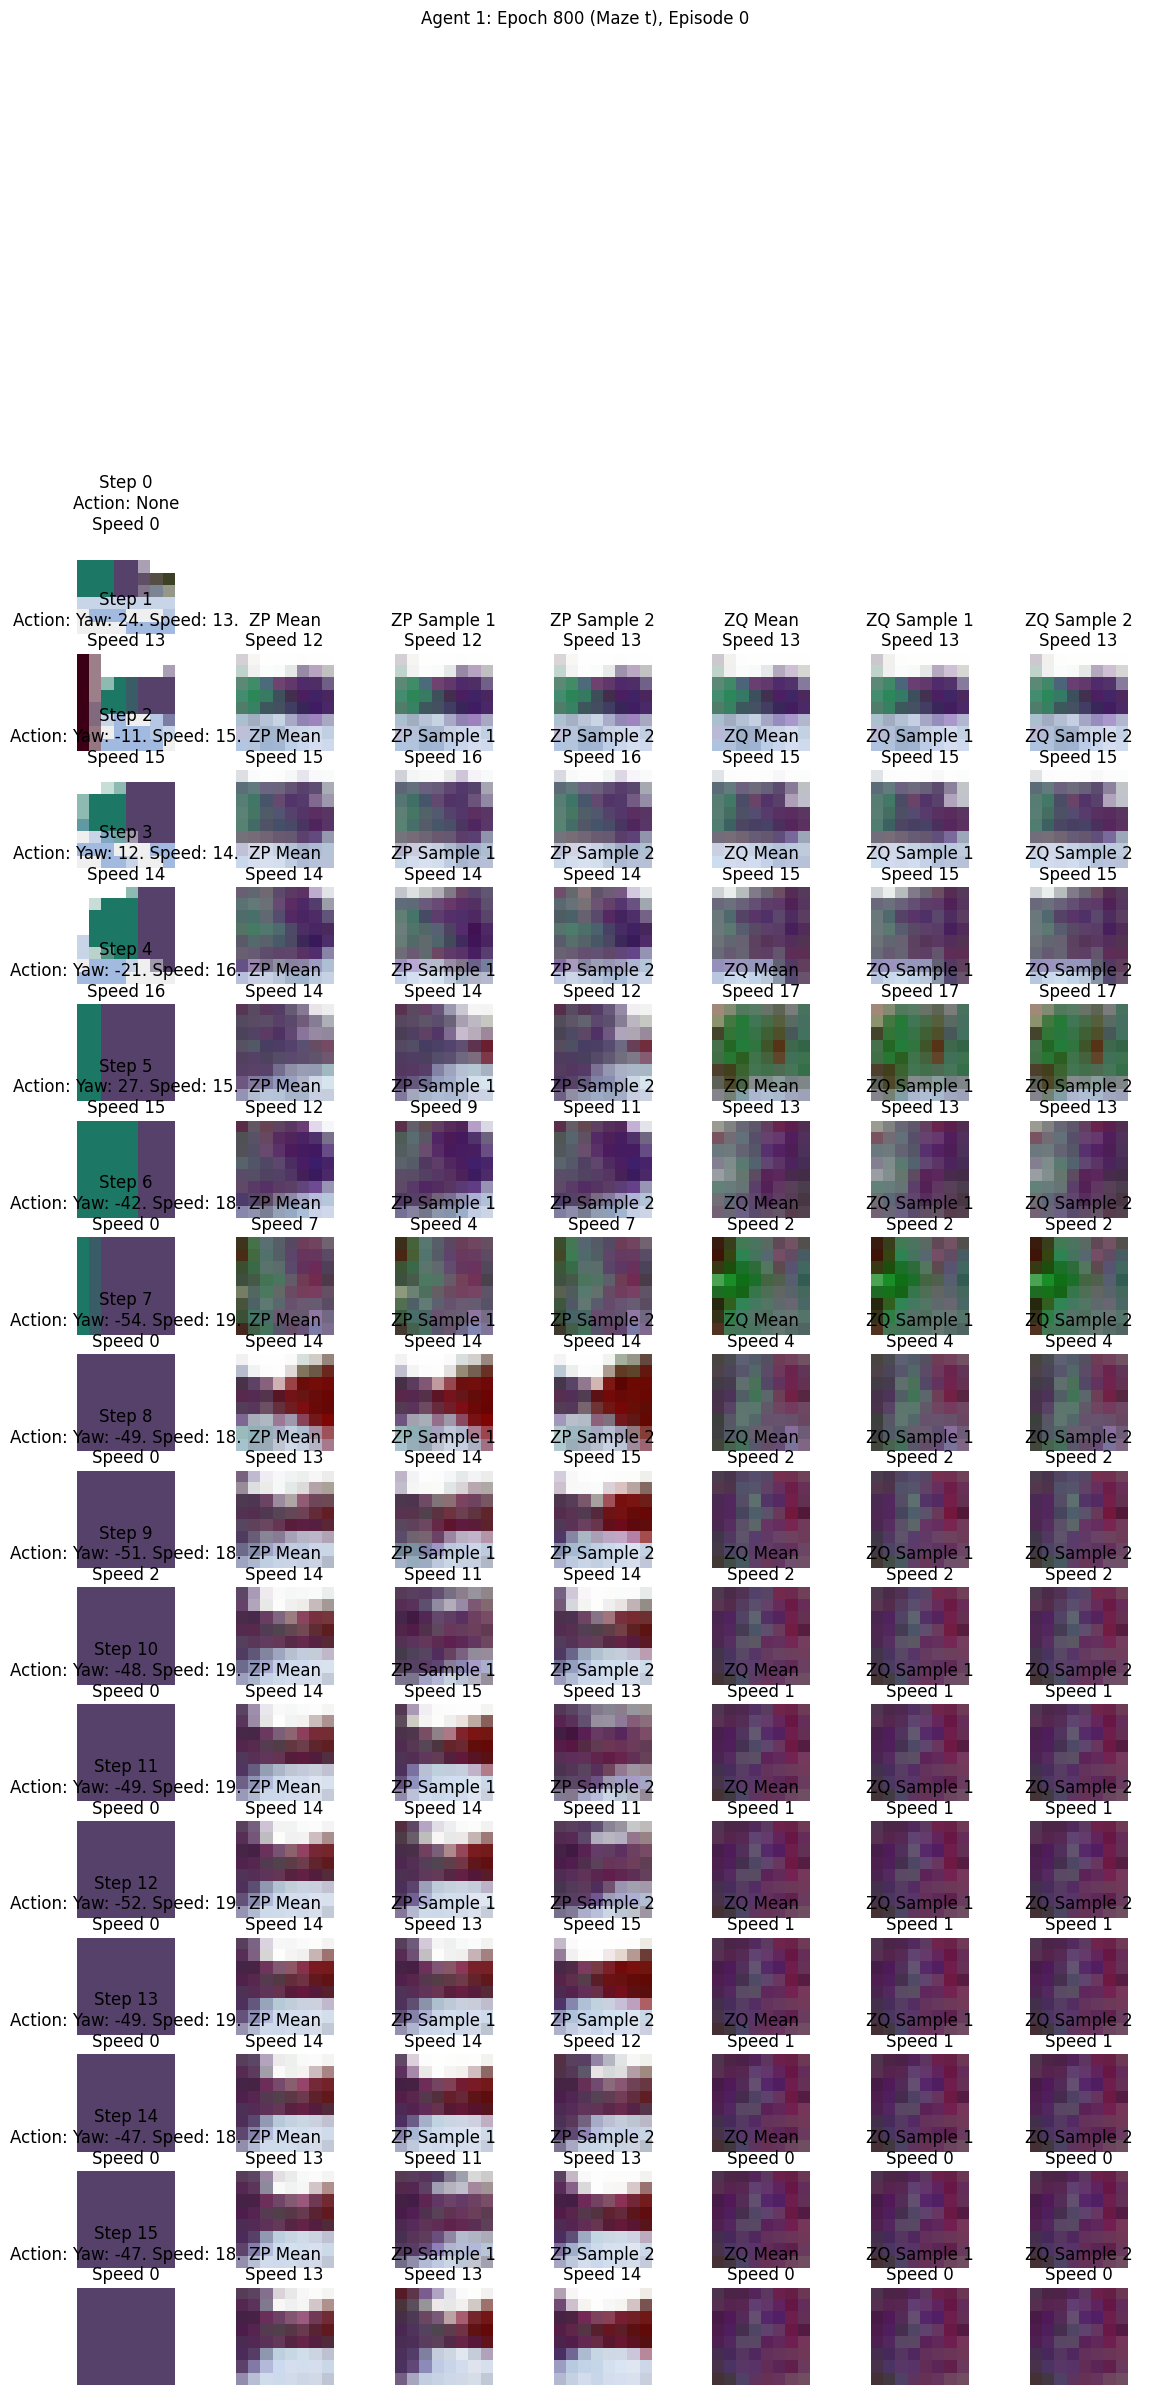 Agent 1: Epoch 800 (Maze t), Episode 0
Step 0
Action: None
Speed 0
Step 1
Action: Yaw: 24. Speed: 13. ZP Mean ZP Sample 1 ZP Sample 2 ZQ Mean ZQ Sample 1 ZQ Sample 2
Speed 13 Speed 12 Speed 12 Speed 13 Speed 13 Speed 13 Speed 13
Step 2
Action: Yaw: -11. Speed: 15. ZP Mean ZP Sample 1 ZP Sample 2 ZQ Mean ZQ Sample 1 ZQ Sample 2
Speed 15 Speed 15 Speed 16 Speed 16 Speed 15 Speed 15 Speed 15
Step 3
Action: Yaw: 12. Speed: 14. ZP Mean ZP Sample 1 ZP Sample 2 ZQ Mean ZQ Sample 1 ZQ Sample 2
Speed 14 Speed 14 Speed 14 Speed 14 Speed 15 Speed 15 Speed 15
Step 4
Action: Yaw: -21. Speed: 16. ZP Mean ZP Sample 1 ZP Sample 2 ZQ Mean ZQ Sample 1 ZQ Sample 2
Speed 16 Speed 14 Speed 14 Speed 12 Speed 17 Speed 17 Speed 17
Step 5
Action: Yaw: 27. Speed: 15. ZP Mean ZP Sample 1 ZP Sample 2 ZQ Mean ZQ Sample 1 ZQ Sample 2
Speed 15 Speed 12 Speed 9 Speed 11 Speed 13 Speed 13 Speed 13
Step 6
Action: Yaw: -42. Speed: 18. ZP Mean ZP Sample 1 ZP Sample 2 ZQ Mean ZQ Sample 1 ZQ Sample 2
Speed 0 Speed 7 Speed 4 Speed 7 Speed 2 Speed 2 Speed 2
Step 7
Action: Yaw: -54. Speed: 19. ZP Mean ZP Sample 1 ZP Sample 2 ZQ Mean ZQ Sample 1 ZQ Sample 2
Speed 0 Speed 14 Speed 14 Speed 14 Speed 4 Speed 4 Speed 4
Step 8
Action: Yaw: -49. Speed: 18. ZP Mean ZP Sample 1 ZP Sample 2 ZQ Mean ZQ Sample 1 ZQ Sample 2
Speed 0 Speed 13 Speed 14 Speed 15 Speed 2 Speed 2 Speed 2
Step 9
Action: Yaw: -51. Speed: 18. ZP Mean ZP Sample 1 ZP Sample 2 ZQ Mean ZQ Sample 1 ZQ Sample 2
Speed 2 Speed 14 Speed 11 Speed 14 Speed 2 Speed 2 Speed 2
Step 10
Action: Yaw: -48. Speed: 19. ZP Mean ZP Sample 1 ZP Sample 2 ZQ Mean ZQ Sample 1 ZQ Sample 2
Speed 0 Speed 14 Speed 15 Speed 13 Speed 1 Speed 1 Speed 1
Step 11
Action: Yaw: -49. Speed: 19. ZP Mean ZP Sample 1 ZP Sample 2 ZQ Mean ZQ Sample 1 ZQ Sample 2
Speed 0 Speed 14 Speed 14 Speed 11 Speed 1 Speed 1 Speed 1
Step 12
Action: Yaw: -52. Speed: 19. ZP Mean ZP Sample 1 ZP Sample 2 ZQ Mean ZQ Sample 1 ZQ Sample 2
Speed 0 Speed 14 Speed 13 Speed 15 Speed 1 Speed 1 Speed 1
Step 13
Action: Yaw: -49. Speed: 19. ZP Mean ZP Sample 1 ZP Sample 2 ZQ Mean ZQ Sample 1 ZQ Sample 2
Speed 0 Speed 14 Speed 14 Speed 12 Speed 1 Speed 1 Speed 1
Step 14
Action: Yaw: -47. Speed: 18. ZP Mean ZP Sample 1 ZP Sample 2 ZQ Mean ZQ Sample 1 ZQ Sample 2
Speed 0 Speed 13 Speed 11 Speed 13 Speed 0 Speed 0 Speed 0
Step 15
Action: Yaw: -47. Speed: 18. ZP Mean ZP Sample 1 ZP Sample 2 ZQ Mean ZQ Sample 1 ZQ Sample 2
Speed 0 Speed 13 Speed 13 Speed 14 Speed 0 Speed 0 Speed 0